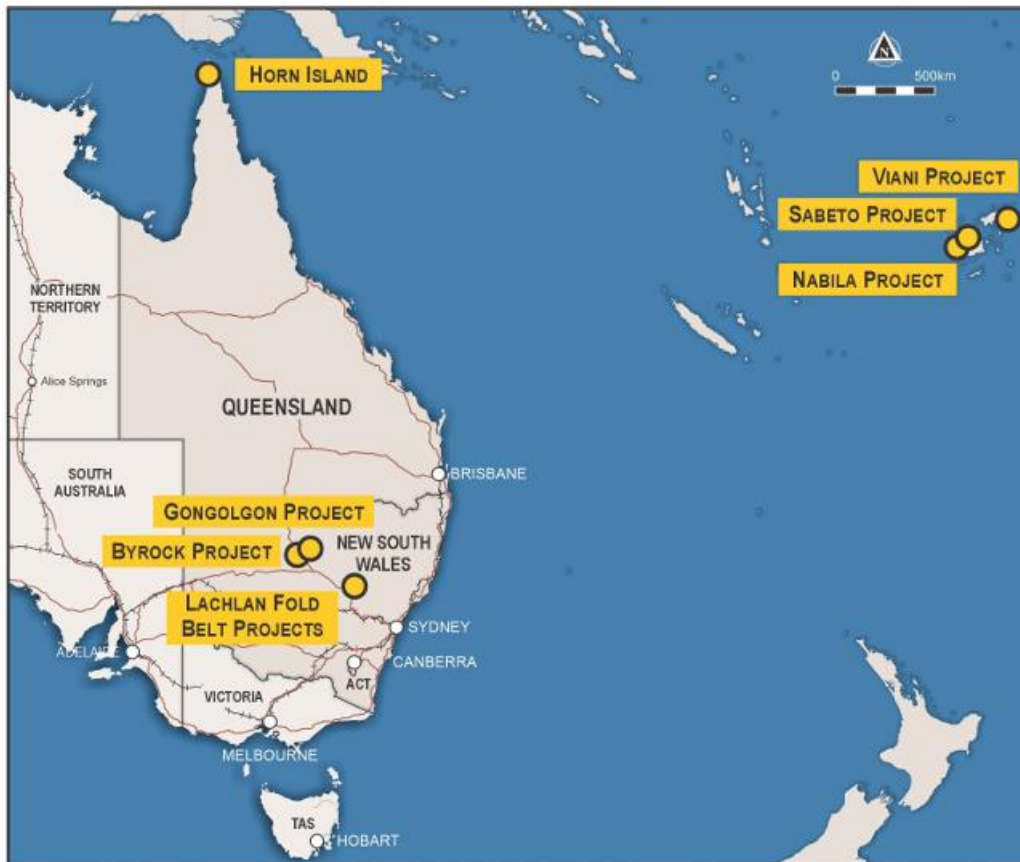 HORN ISLAND
N
0 500km
VIANI PROJECT
SABETO PROJECT
NABILA PROJECT
NORTHERN
TERRITORY
Alice Springs
QUEENSLAND
SOUTH
AUSTRALIA
BRISBANE
GONGOLGON PROJECT
BYROCK PROJECT
NEW SOUTH
WALES
LACHLAN FOLD
BELT PROJECTS
SYDNEY
ADELAIDE
CANBERRA
ACT
VICTORIA
MELBOURNE
TAS
HOBART